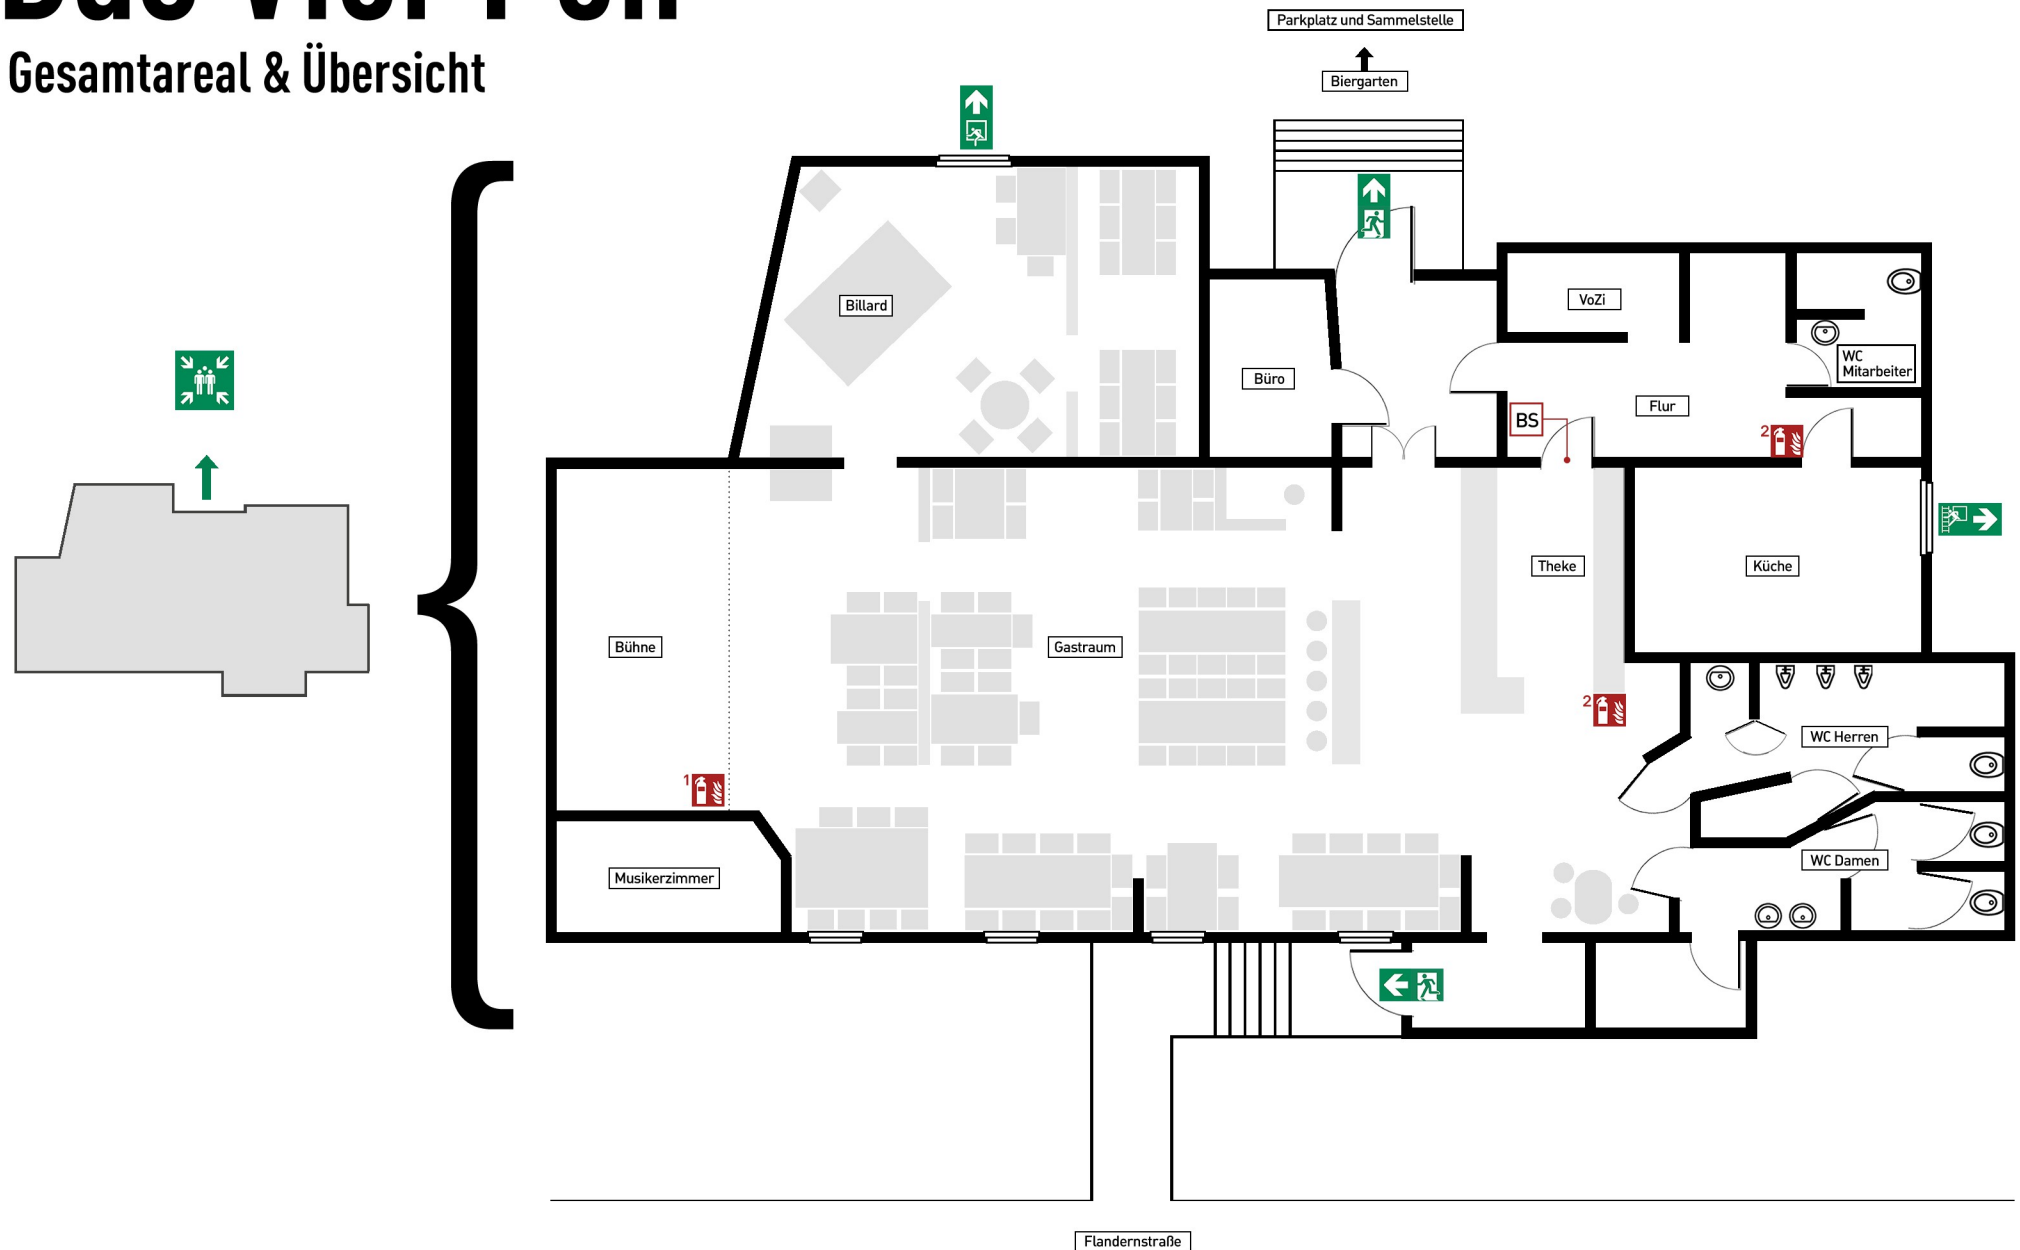 Gesamtareal & Übersicht
Parkplatz und Sammelstelle
Biergarten
Billard
VoZi
WC
Mitarbeiter
Büro
Flur
BS
2
Theke
Küche
Bühne
Gastraum
2
WC Herren
1
WC Damen
Musikerzimmer
Flandernstraße